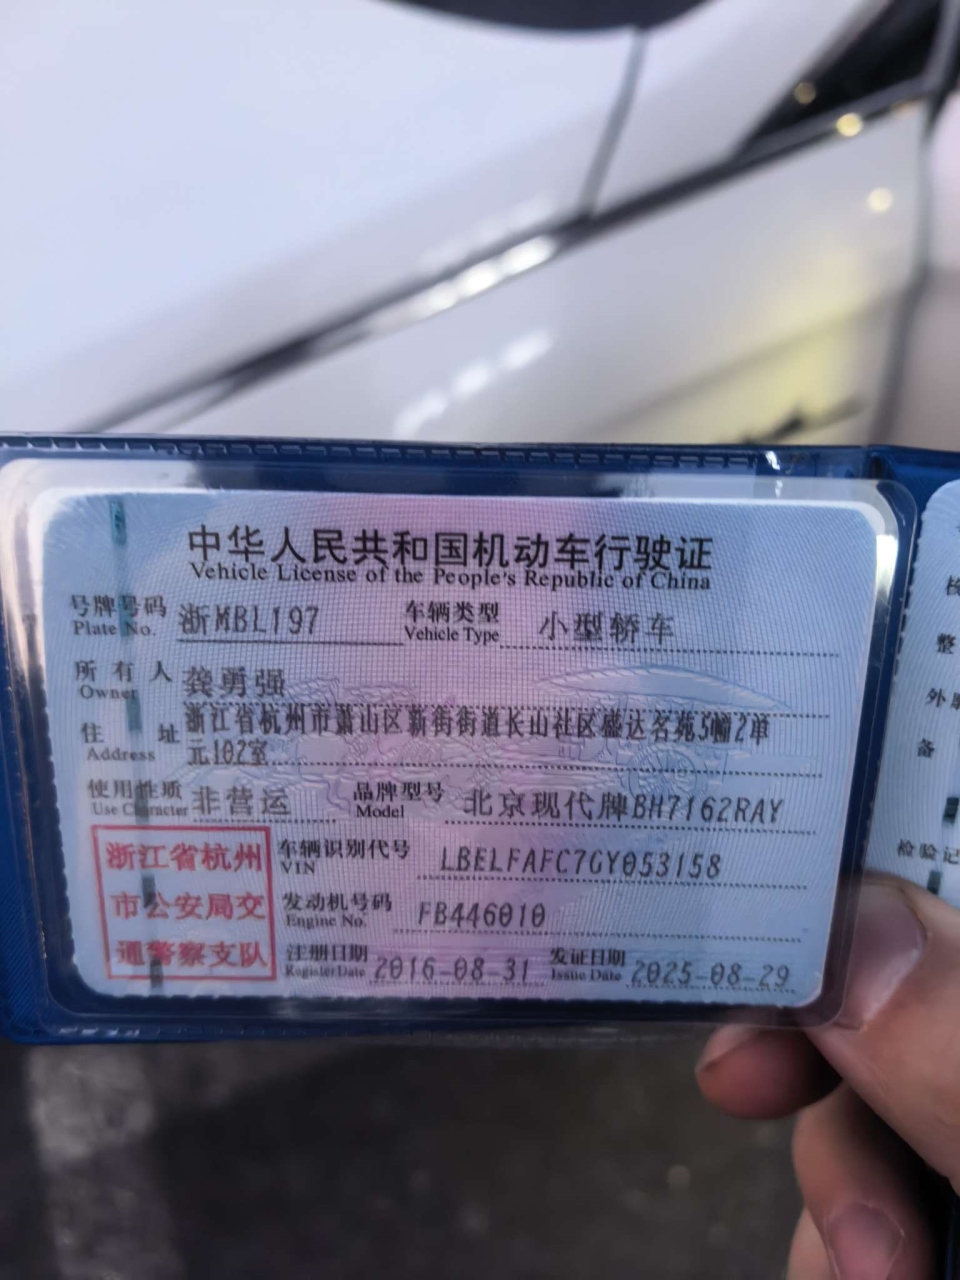 中华人民共和国机动车行驶证
Vehicle License of the People's Republic of China
号牌号码 浙MBL197 车辆类型 小型轿车
Plate No. Vehicle Type
所有人 龚勇强
Owner
住址 浙江省杭州市萧山区新街街道长山社区盛达名苑5幢2单
Address 元102室
使用性质 非营运 品牌型号 北京现代牌BH7162RAY
Use Character Model
浙江省杭州 车辆识别代号 LBELFAFC7GY053158
VIN
市公安局交 发动机号码 FB446010
Engine No.
通警察支队 注册日期 2016-08-31 发证日期 2025-08-29
Register Date Issue Date
整
外
备
检验记